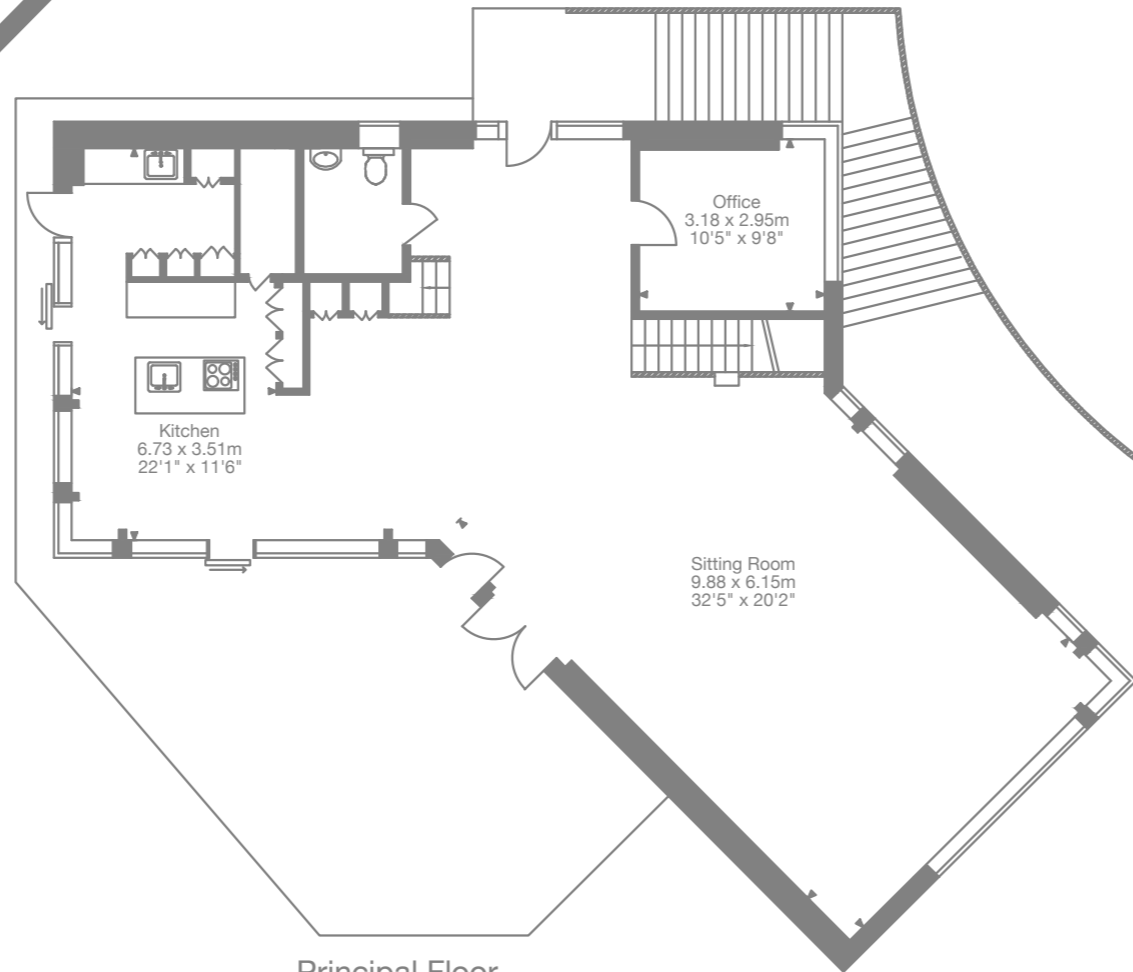 Office
3.18 x 2.95m
10'5" x 9'8"
Kitchen
6.73 x 3.51m
22'1" x 11'6"
Sitting Room
9.88 x 6.15m
32'5" x 20'2"
Principal Floor